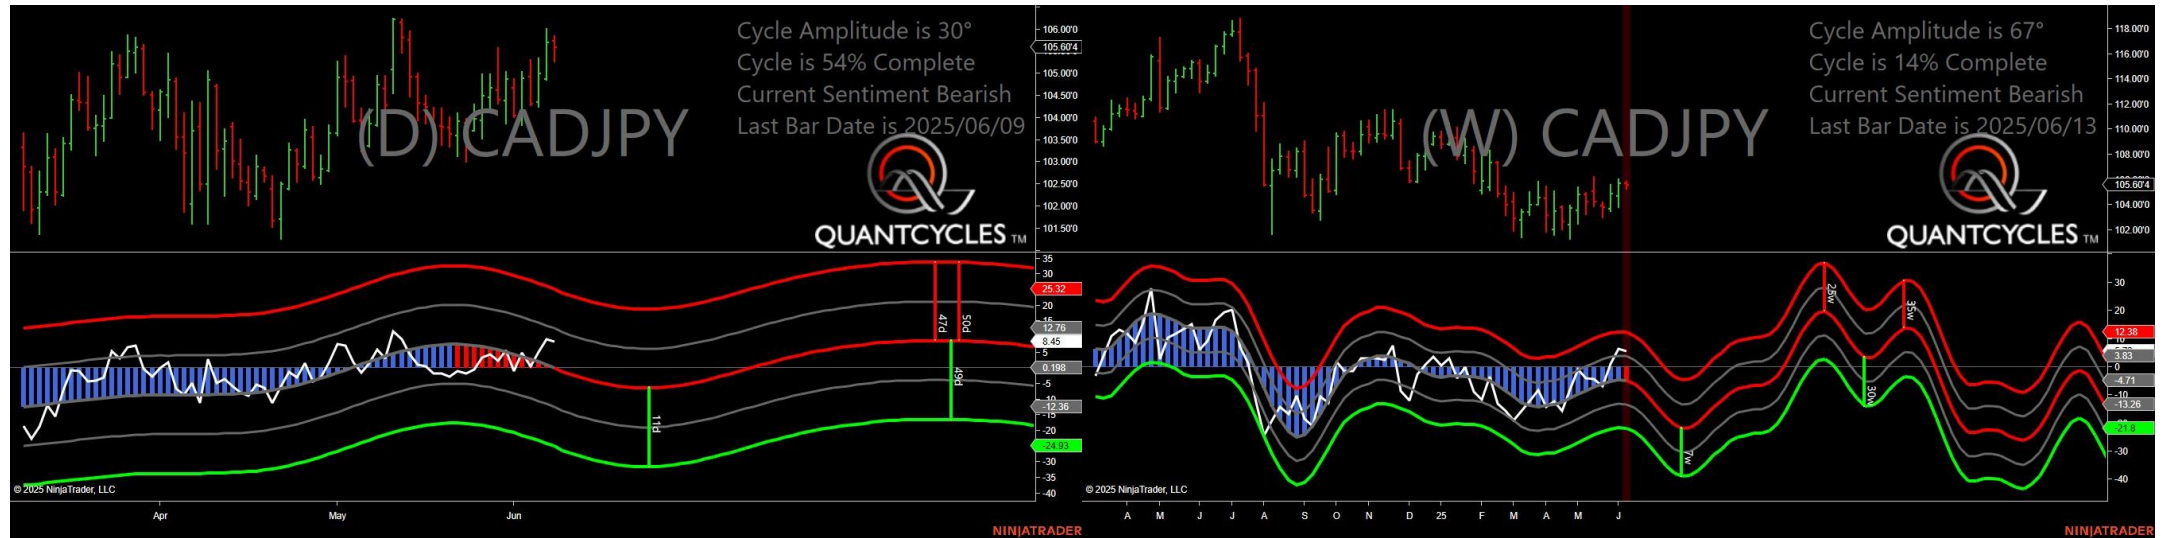 Cycle Amplitude is 30°
Cycle is 54% Complete
Current Sentiment Bearish
Last Bar Date is 2025/06/09
(D) CADJPY
QUANTCYCLES TM
106.00'0
105.60'4
105.00'0
104.50'0
104.00'0
103.50'0
103.00'0
102.50'0
102.00'0
101.50'0
35
30
25.32
20
12.76
8.45
5
0.198
-5
-12.36
-15
-20
-24.93
-30
-35
-40
11d
47d
50d
49d
© 2025 NinjaTrader, LLC
Apr
May
Jun
NINJATRADER
Cycle Amplitude is 67°
Cycle is 14% Complete
Current Sentiment Bearish
Last Bar Date is 2025/06/13
(W) CADJPY
QUANTCYCLES TM
118.00'0
116.00'0
114.00'0
112.00'0
110.00'0
108.00'0
105.60'4
104.00'0
102.00'0
30
20
12.38
3.83
0
-4.71
-13.26
-21.8
-30
-40
7w
25w
30w
35w
© 2025 NinjaTrader, LLC
A M J J A S O N D 25 F M A M J
NINJATRADER